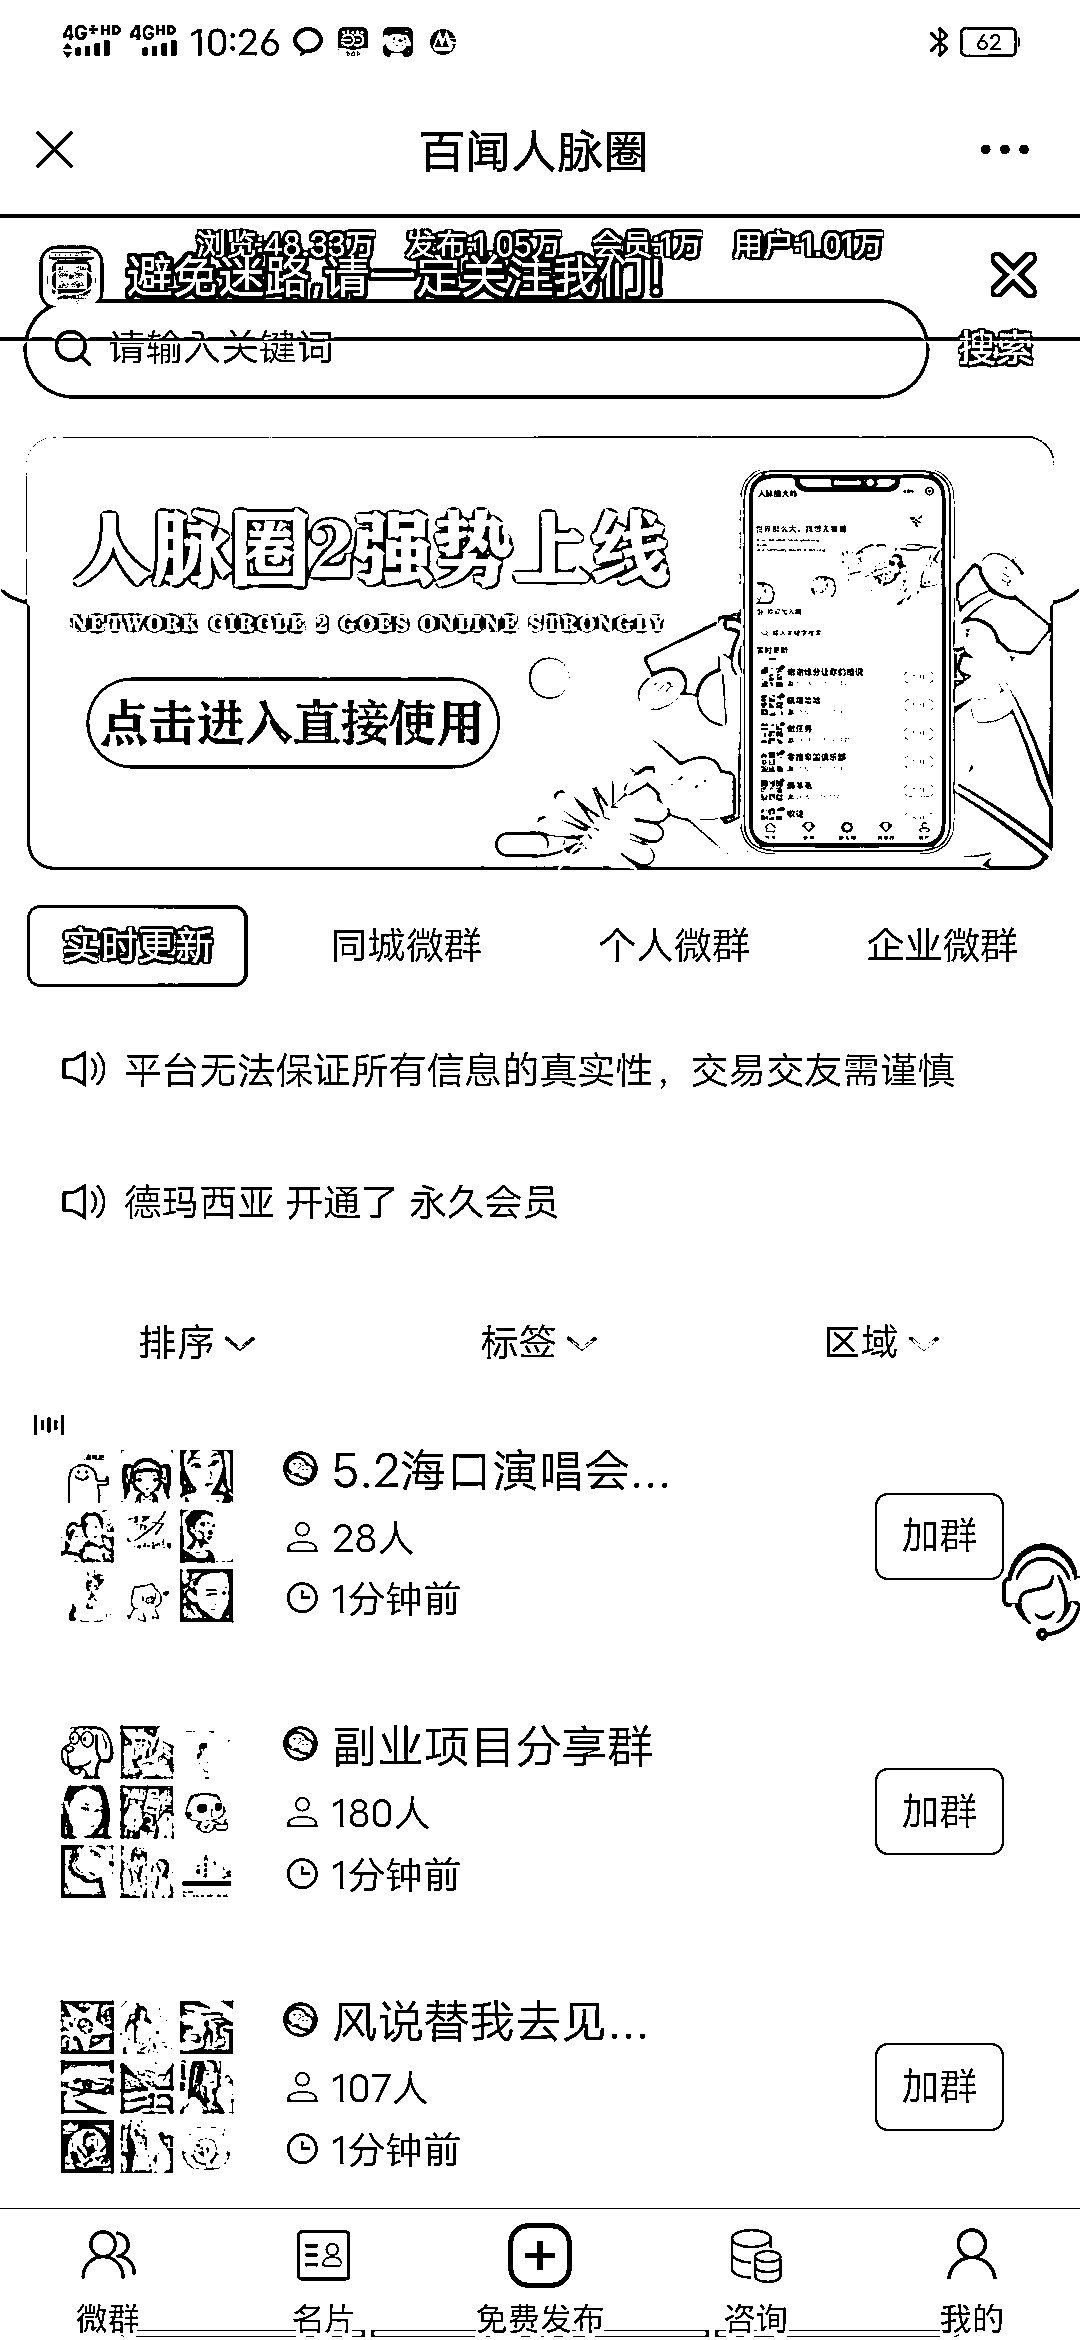 4G+HD 4GHD 10:26 62
百闻人脉圈
浏览:48.33万 发布:1.05万 会员:1万 用户:1.01万
避免迷路,请一定关注我们!
请输入关键词 搜索
人脉圈2强势上线
NETWORK CIRCLE 2 GOES ONLINE STRONGLY
点击进入直接使用
实时更新 同城微群 个人微群 企业微群
平台无法保证所有信息的真实性，交易交友需谨慎
德玛西亚 开通了 永久会员
排序 标签 区域
5.2海口演唱会...
28人
加群
1分钟前
副业项目分享群
180人
加群
1分钟前
风说替我去见...
107人
加群
1分钟前
微群 名片 免费发布 咨询 我的